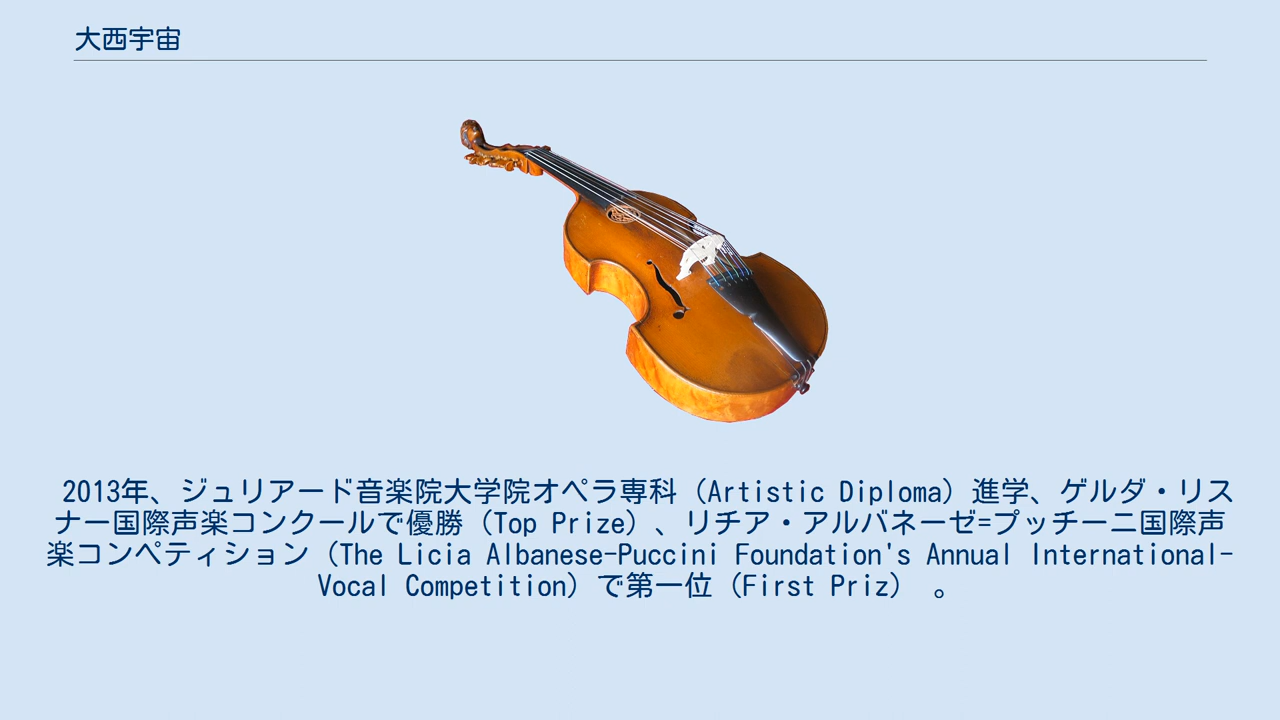 大西宇宙
2013年、ジュリアード音楽院大学院オペラ専科（Artistic Diploma）進学、ゲルダ・リス
ナー国際声楽コンクールで優勝（Top Prize）、リチア・アルバネーゼ=プッチーニ国際声
楽コンペティション（The Licia Albanese-Puccini Foundation's Annual International-
Vocal Competition）で第一位（First Priz） 。